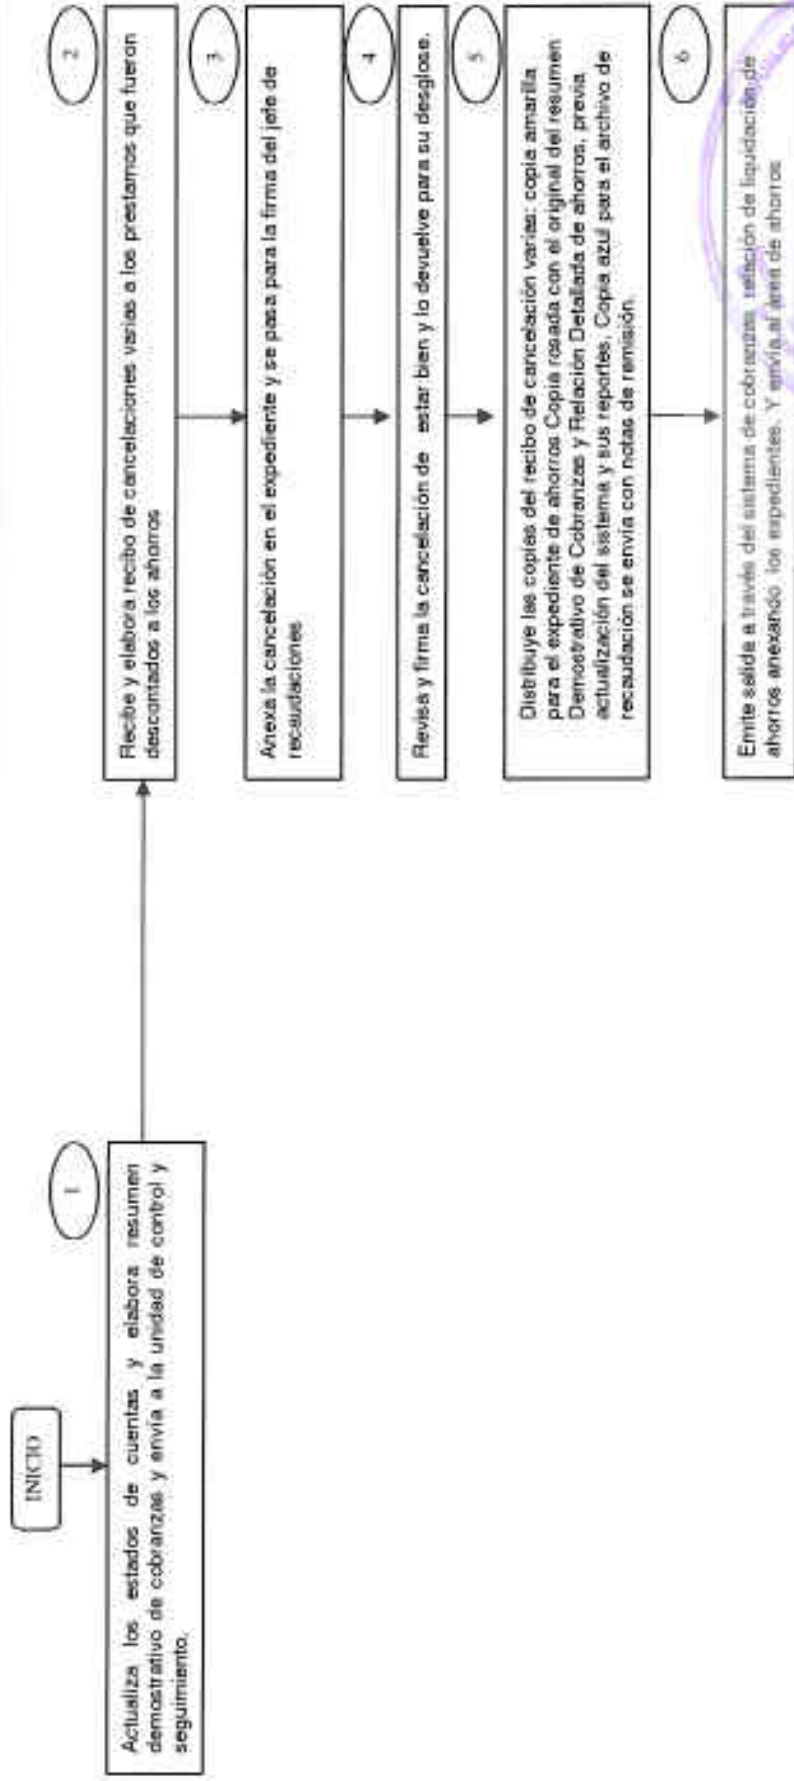 INICIO
1
Actualiza los estados de cuentas y elabora resumen
demostrativo de cobranzas y envía a la unidad de control y
seguimiento.
2
Recibe y elabora recibo de cancelaciones varias a los prestamos que fueron
descontados a los ahorros
3
Anexa la cancelación en el expediente y se pasa para la firma del jefe de
recaudaciones
4
Revisa y firma la cancelación de estar bien y lo devuelve para su desglose.
5
Distribuye las copias del recibo de cancelación varias: copia amarilla
para el expediente de ahorros Copia rosada con el original del resumen
Demostrativo de Cobranzas y Relación Detallada de ahorros, previa
actualización del sistema y sus reportes, Copia azul para el archivo de
recaudación se envía con notas de remisión.
6
Emite salida a través del sistema de cobranzas, relación de liquidación de
ahorros anexando los expedientes. Y envía al área de ahorros